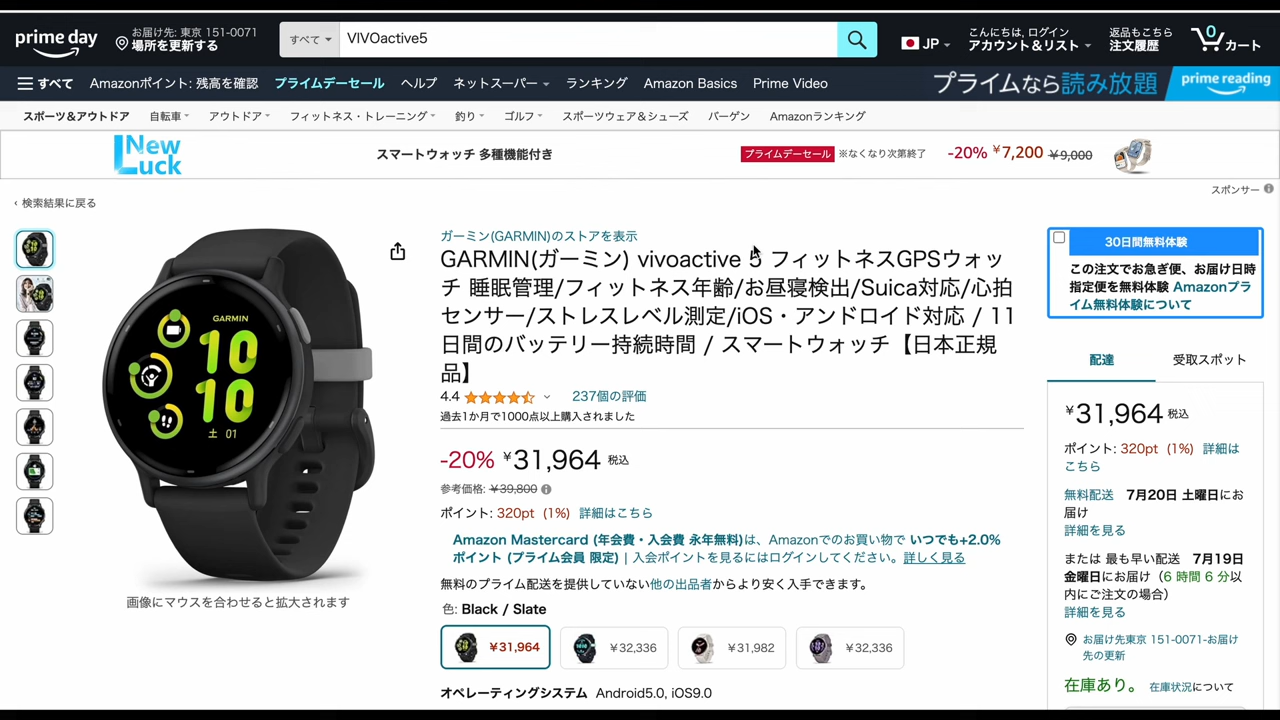 prime day
お届け先: 東京 151-0071
場所を更新する
すべて
VIVOactive5
JP
こんにちは, ログイン
アカウント&リスト
返品もこちら
注文履歴
0
カート
すべて
Amazonポイント: 残高を確認
プライムデーセール
ヘルプ
ネットスーパー
ランキング
Amazon Basics
Prime Video
プライムなら読み放題
prime reading
スポーツ&アウトドア
自転車
アウトドア
フィットネス・トレーニング
釣り
ゴルフ
スポーツウェア&シューズ
バーゲン
Amazonランキング
New
Luck
スマートウォッチ 多種機能付き
プライムデーセール
※なくなり次第終了
-20% ¥7,200 ¥9,000
スポンサー
‹ 検索結果に戻る
GARMIN
10
10
土 01
画像にマウスを合わせると拡大されます
ガーミン(GARMIN)のストアを表示
GARMIN(ガーミン) vivoactive 5 フィットネスGPSウォッ
チ 睡眠管理/フィットネス年齢/お昼寝検出/Suica対応/心拍
センサー/ストレスレベル測定/iOS・アンドロイド対応 / 11
日間のバッテリー持続時間 / スマートウォッチ【日本正規
品】
4.4
237個の評価
過去1か月で1000点以上購入されました
-20% ¥31,964 税込
参考価格: ¥39,800
ポイント: 320pt (1%) 詳細はこちら
Amazon Mastercard (年会費・入会費 永年無料)は、Amazonでのお買い物で いつでも+2.0%
ポイント (プライム会員 限定) | 入会ポイントを見るにはログインしてください。詳しく見る
無料のプライム配送を提供していない他の出品者からより安く入手できます。
色: Black / Slate
¥31,964
¥32,336
¥31,982
¥32,336
オペレーティングシステム Android5.0, iOS9.0
30日間無料体験
この注文でお急ぎ便、お届け日時
指定便を無料体験 Amazonプラ
イム無料体験について
配達
受取スポット
¥31,964 税込
ポイント: 320pt (1%) 詳細は
こちら
無料配送 7月20日 土曜日にお
届け
詳細を見る
または 最も早い配送 7月19日
金曜日にお届け（6 時間 6 分以
内にご注文の場合）
詳細を見る
お届け先東京 151-0071-お届け
先の更新
在庫あり。 在庫状況について